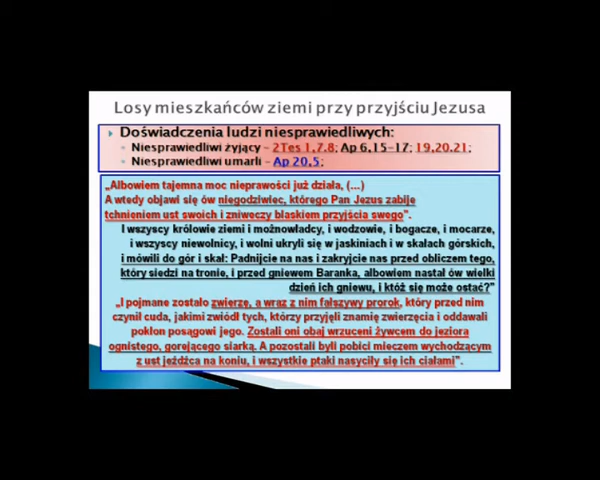 Losy mieszkańców ziemi przy przyjściu Jezusa
Doświadczenia ludzi niesprawiedliwych:
Niesprawiedliwi żyjący – 2Tes 1,7.8; Ap 6,15–17; 19,20.21;
Niesprawiedliwi umarli – Ap 20,5;
„Albowiem tajemna moc nieprawości już działa, (...)
A wtedy objawi się ów niegodziwiec, którego Pan Jezus zabije
tchnieniem ust swoich i zniweczy blaskiem przyjścia swego”.
I wszyscy królowie ziemi i możnowładcy, i wodzowie, i bogacze, i mocarze,
i wszyscy niewolnicy, i wolni ukryli się w jaskiniach i w skałach górskich,
i mówili do gór i skał: Padnijcie na nas i zakryjcie nas przed obliczem tego,
który siedzi na tronie, i przed gniewem Baranka, albowiem nastał ów wielki
dzień ich gniewu, i któż się może ostać?”
„I pojmane zostało zwierzę, a wraz z nim fałszywy prorok, który przed nim
czynił cuda, jakimi zwiódł tych, którzy przyjęli znamię zwierzęcia i oddawali
pokłon posągowi jego. Zostali oni obaj wrzuceni żywcem do jeziora
ognistego, gorejącego siarką. A pozostali byli pobici mieczem wychodzącym
z ust jeźdźca na koniu, i wszystkie ptaki nasyciły się ich ciałami”.